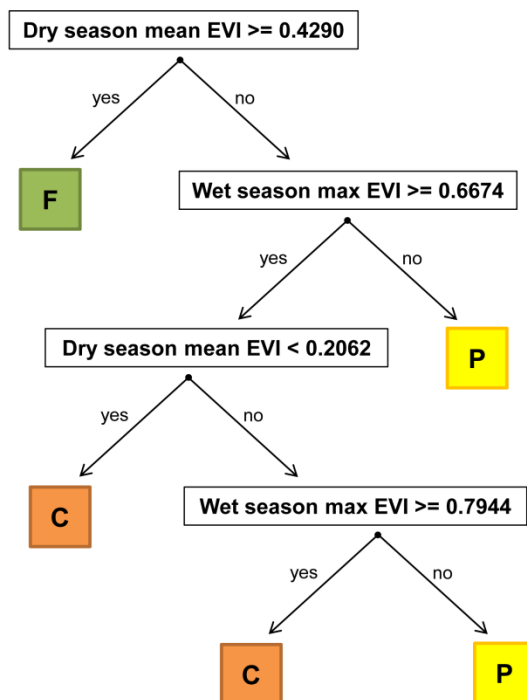 Dry season mean EVI >= 0.4290
yes
no
F
Wet season max EVI >= 0.6674
yes
no
Dry season mean EVI < 0.2062
P
yes
no
C
Wet season max EVI >= 0.7944
yes
no
C
P